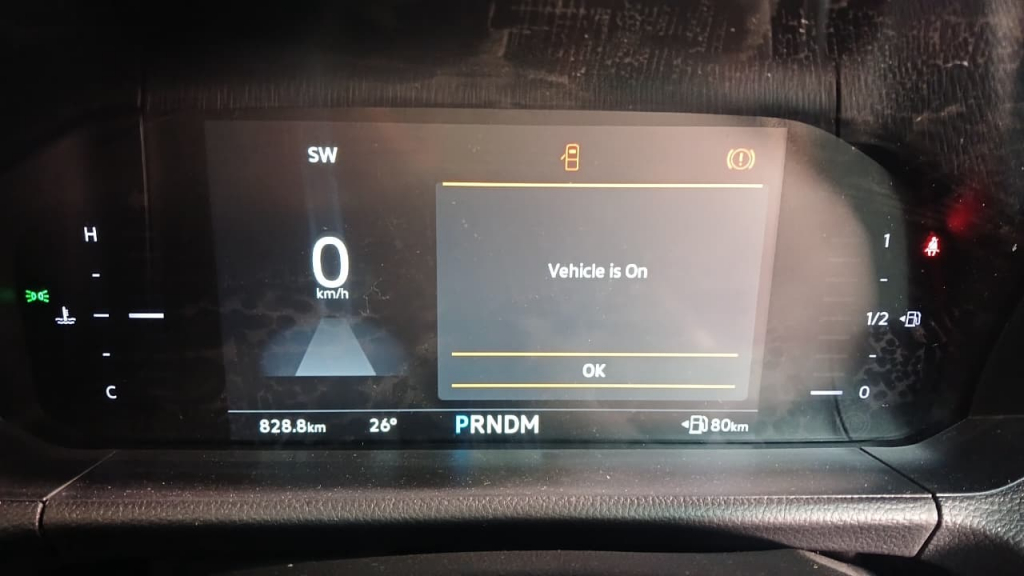 SW
H
0
km/h
C
Vehicle is On
OK
1
1/2
0
828.8km
26°
PRNDM
80km